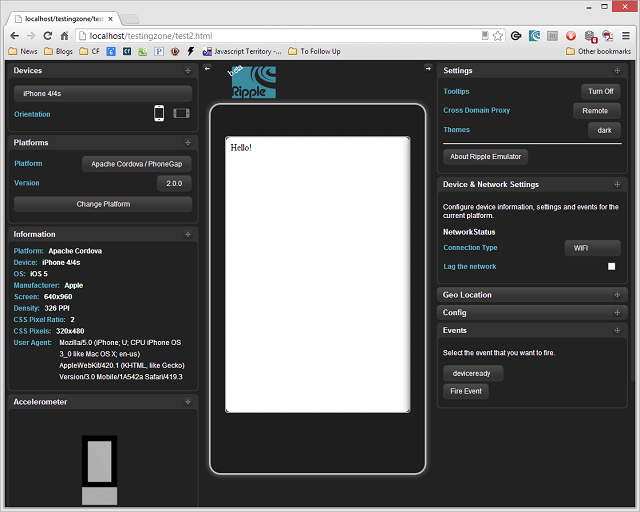 localhost/testingzone/test
localhost/testingzone/test2.html
News
Blogs
CF
Javascript Territory -...
To Follow Up
Other bookmarks
Devices
iPhone 4/4s
Orientation
Platforms
Platform
Apache Cordova / PhoneGap
Version
2.0.0
Change Platform
Information
Platform: Apache Cordova
Device: iPhone 4/4s
OS: iOS 5
Manufacturer: Apple
Screen: 640x960
Density: 326 PPI
CSS Pixel Ratio: 2
CSS Pixels: 320x480
User Agent: Mozilla/5.0 (iPhone; U; CPU iPhone OS
3_0 like Mac OS X; en-us)
AppleWebKit/420.1 (KHTML, like Gecko)
Version/3.0 Mobile/1A542a Safari/419.3
Accelerometer
beta
Ripple
Hello!
Settings
Tooltips
Turn Off
Cross Domain Proxy
Remote
Themes
dark
About Ripple Emulator
Device & Network Settings
Configure device information, settings and events for the
current platform.
NetworkStatus
Connection Type
WIFI
Lag the network
Geo Location
Config
Events
Select the event that you want to fire.
deviceready
Fire Event